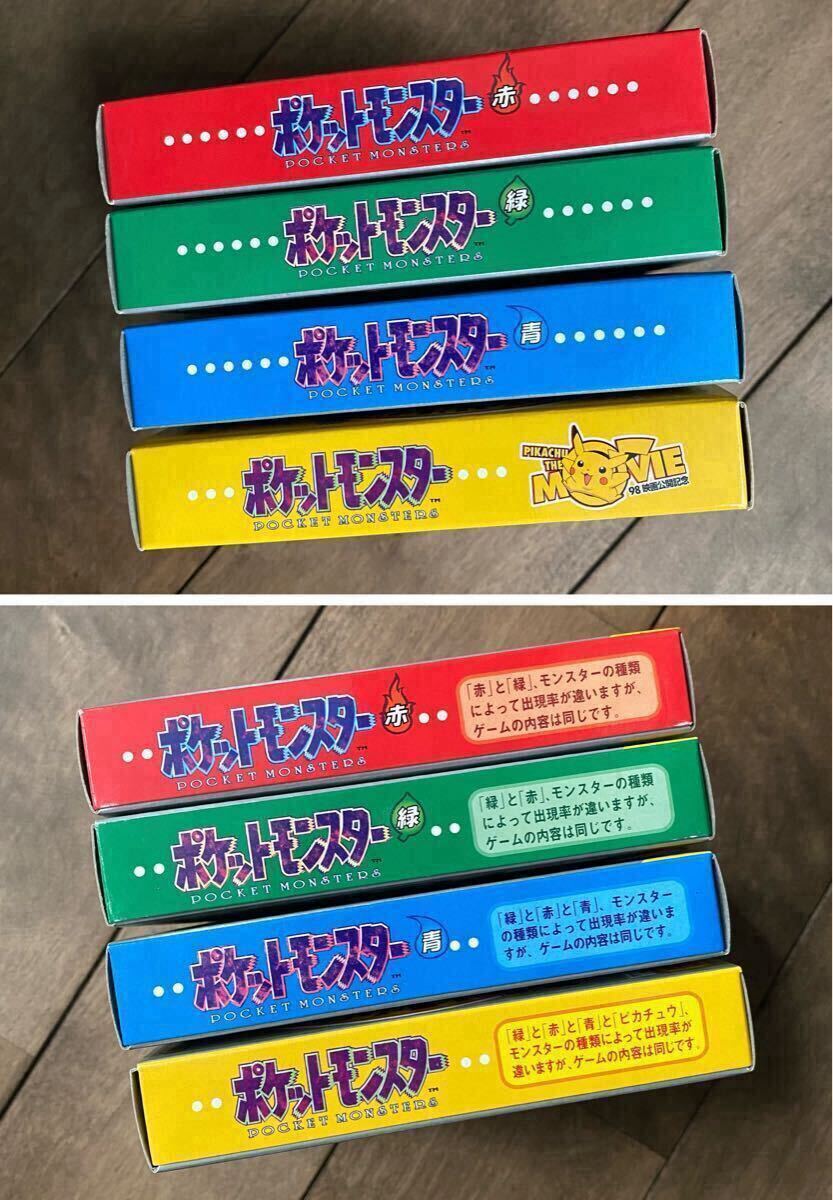 ポケットモンスター 赤
POCKET MONSTERS
ポケットモンスター 緑
POCKET MONSTERS
ポケットモンスター 青
POCKET MONSTERS
ポケットモンスター
POCKET MONSTERS
PIKACHU
THE
MOVIE
98 映画公開記念
ポケットモンスター 赤
POCKET MONSTERS
「赤」と「緑」、モンスターの種類
によって出現率が違いますが、
ゲームの内容は同じです。
ポケットモンスター 緑
POCKET MONSTERS
「緑」と「赤」、モンスターの種類
によって出現率が違いますが、
ゲームの内容は同じです。
ポケットモンスター 青
POCKET MONSTERS
「緑」と「赤」と「青」、モンスター
の種類によって出現率が違いま
すが、ゲームの内容は同じです。
ポケットモンスター
POCKET MONSTERS
「緑」と「赤」と「青」と「ピカチュウ」、
モンスターの種類によって出現率が
違いますが、ゲームの内容は同じです。